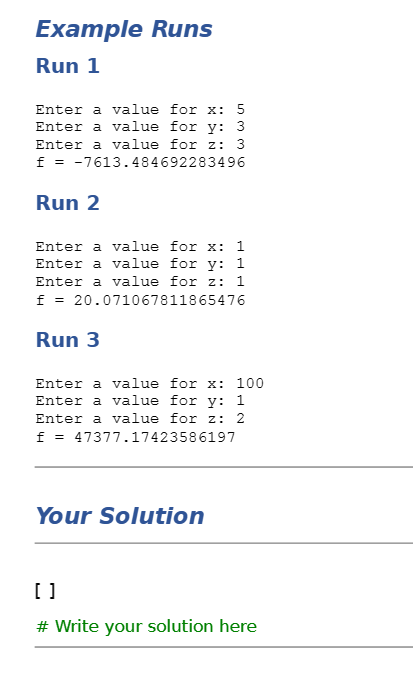 Example Runs
Run 1
Enter a value for x: 5
Enter a value for y: 3
Enter a value for z: 3
f = -7613.484692283496
Run 2
Enter a value for x: 1
Enter a value for y: 1
Enter a value for z: 1
f = 20.071067811865476
Run 3
Enter a value for x: 100
Enter a value for y: 1
Enter a value for z: 2
f = 47377.17423586197
Your Solution
[ ]
# Write your solution here